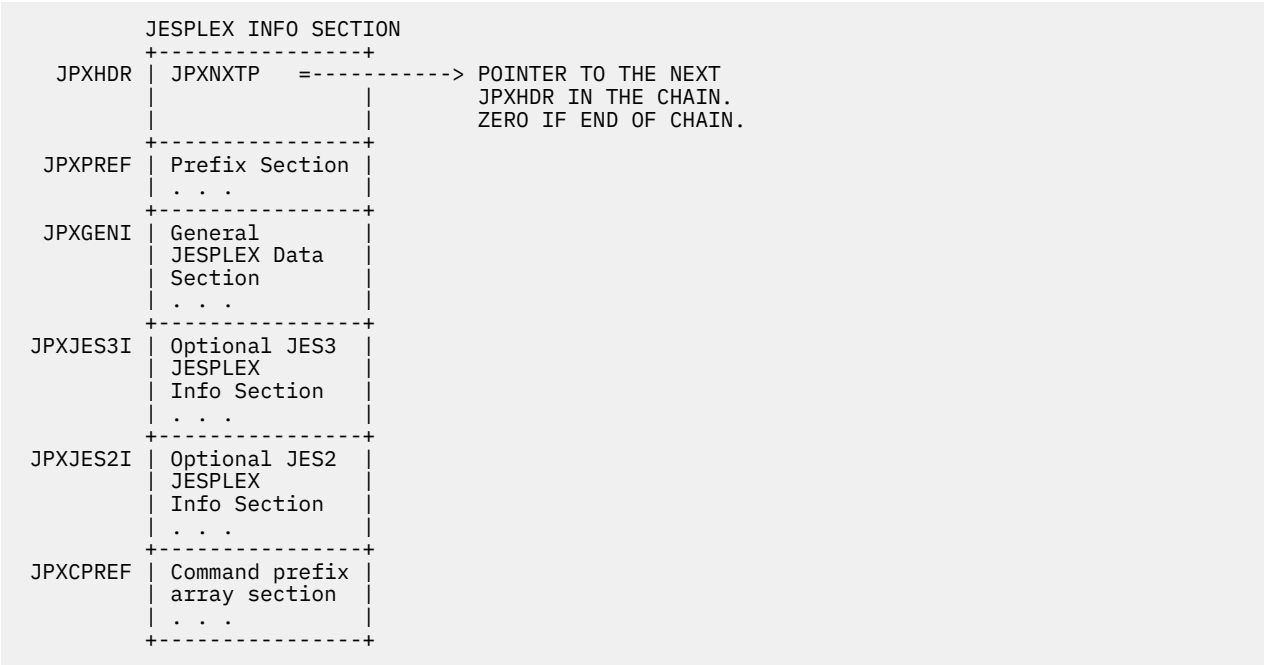 JESPLEX INFO SECTION
+----------------+
JPXHDR | JPXNXTP =-----------> POINTER TO THE NEXT
| | JPXHDR IN THE CHAIN.
| | ZERO IF END OF CHAIN.
+----------------+
JPXPREF | Prefix Section |
| . . . |
+----------------+
JPXGENI | General |
| JESPLEX Data |
| Section |
| . . . |
+----------------+
JPXJES3I | Optional JES3 |
| JESPLEX |
| Info Section |
| . . . |
+----------------+
JPXJES2I | Optional JES2 |
| JESPLEX |
| Info Section |
| . . . |
+----------------+
JPXCPREF | Command prefix |
| array section |
| . . . |
+----------------+